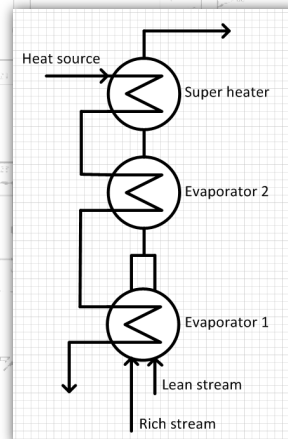 Heat source
Super heater
Evaporator 2
Evaporator 1
Lean stream
Rich stream